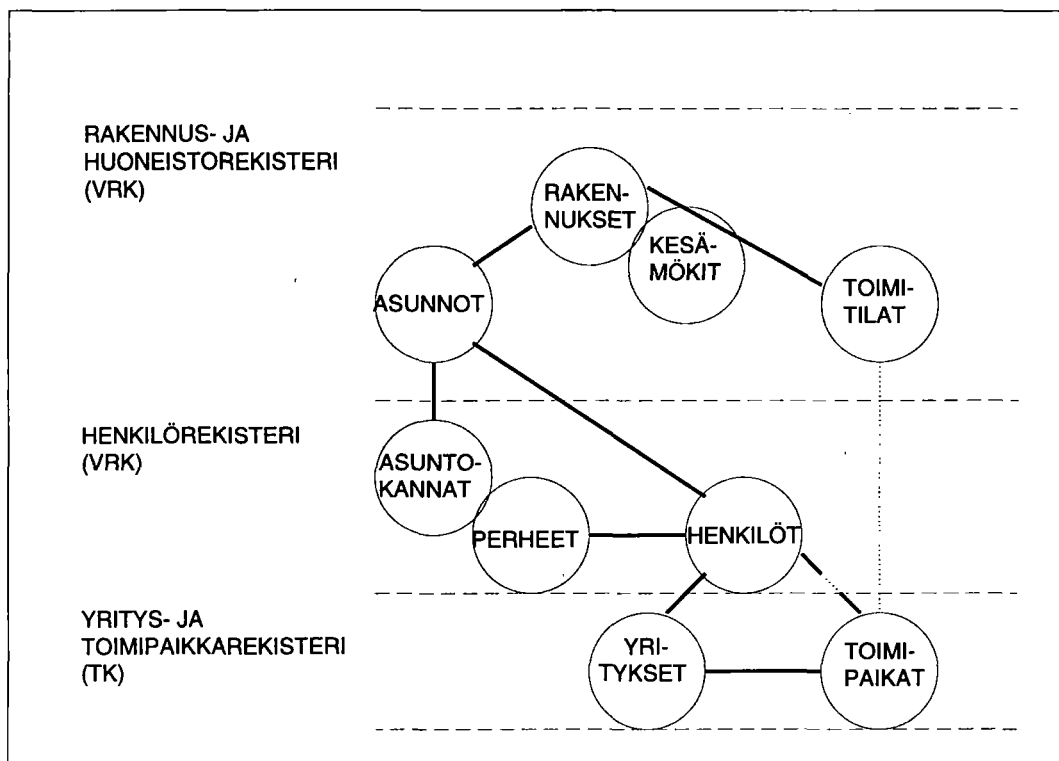 RAKENNUS- JA
HUONEISTOREKISTERI
(VRK)
RAKEN-
NUKSET
KESÄ-
MÖKIT
ASUNNOT
TOIMI-
TILAT
HENKILÖREKISTERI
(VRK)
ASUNTO-
KANNAT
PERHEET
HENKILÖT
YRITYS- JA
TOIMIPAIKKAREKISTERI
(TK)
YRI-
TYKSET
TOIMI-
PAIKAT